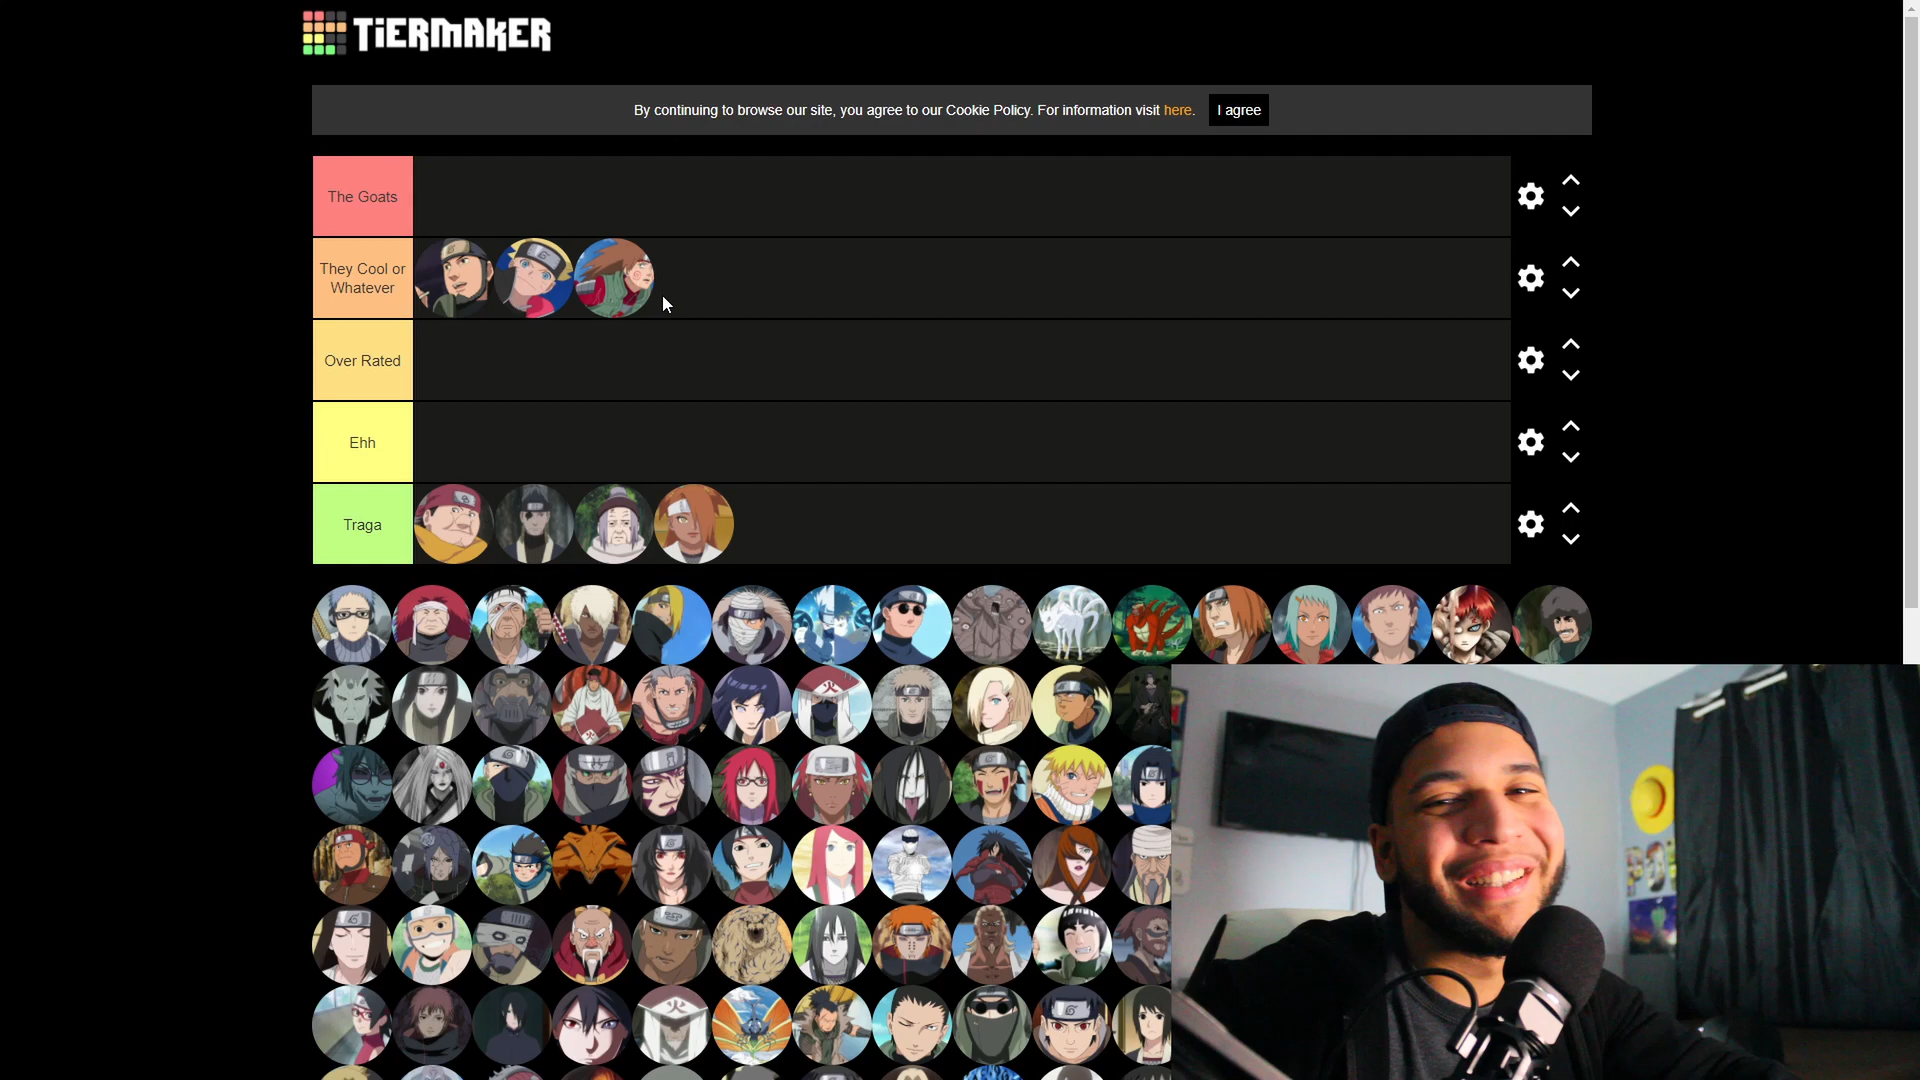 TiERMAKER
By continuing to browse our site, you agree to our Cookie Policy. For information visit here. I agree
The Goats
They Cool or
Whatever
Over Rated
Ehh
Traga